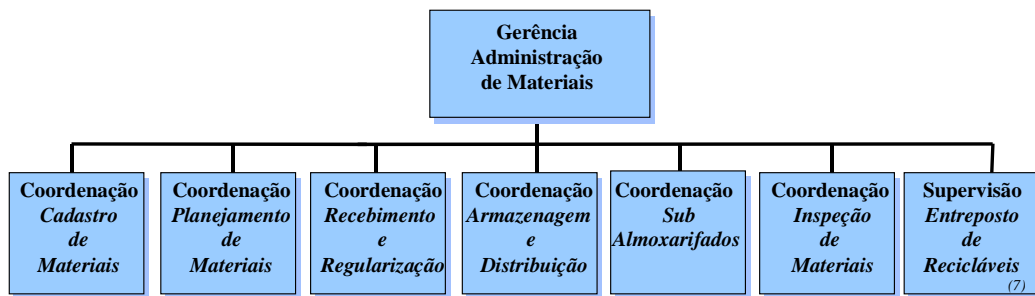 Gerência
Administração
de Materiais
Coordenação
Cadastro
de
Materiais
Coordenação
Planejamento
de
Materiais
Coordenação
Recebimento
e
Regularização
Coordenação
Armazenagem
e
Distribuição
Coordenação
Sub
Almoxarifados
Coordenação
Inspeção
de
Materiais
Supervisão
Entreposto
de
Recicláveis
(7)